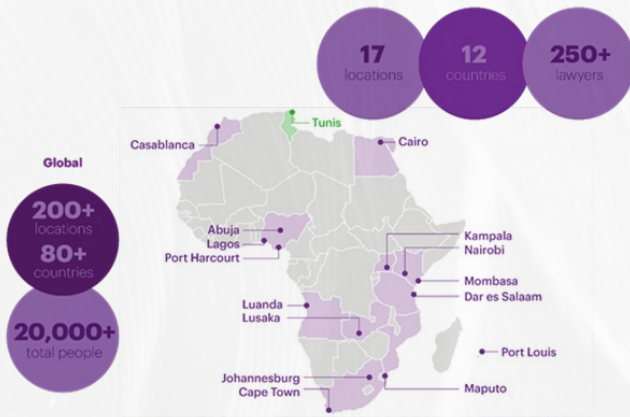 17
locations
12
countries
250+
lawyers
Tunis
Casablanca
Cairo
Global
200+
locations
80+
countries
20,000+
total people
Abuja
Lagos
Port Harcourt
Kampala
Nairobi
Mombasa
Dar es Salaam
Luanda
Lusaka
Port Louis
Johannesburg
Cape Town
Maputo